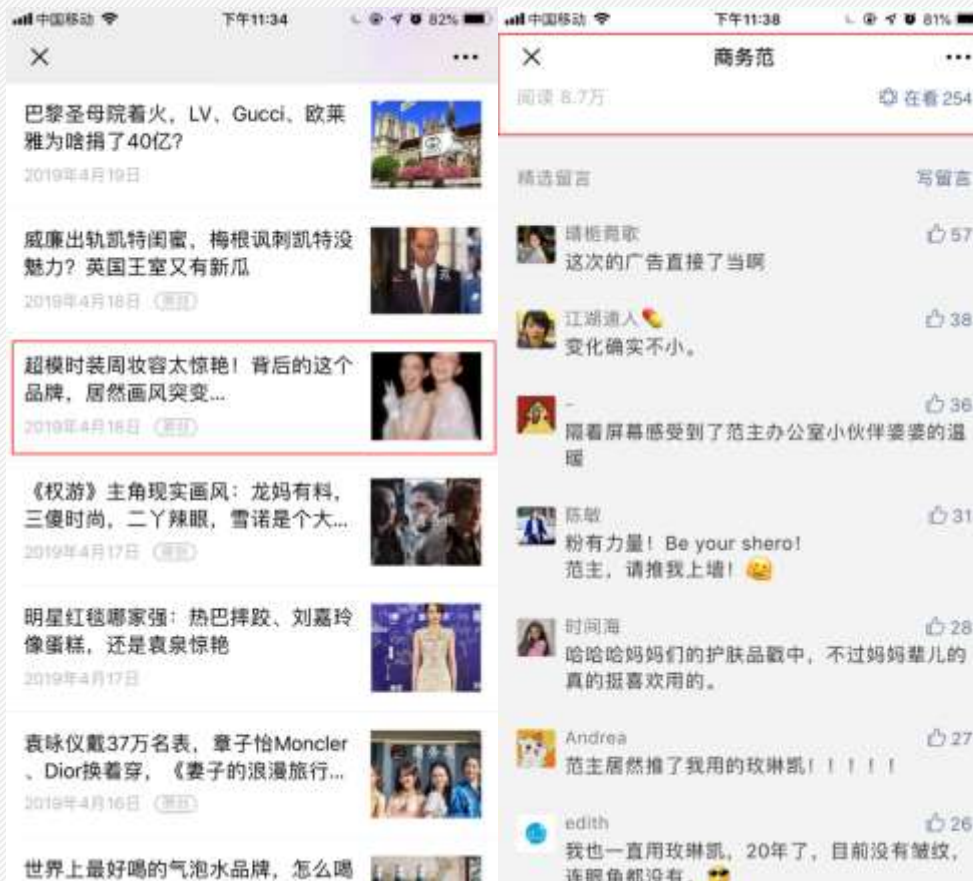 中国移动
下午11:34
82%
巴黎圣母院着火，LV、Gucci、欧莱
雅为啥捐了40亿？
2019年4月19日
威廉出轨凯特闺蜜，梅根讽刺凯特没
魅力？英国王室又有新瓜
2019年4月18日 原创
超模时装周妆容太惊艳！背后的这个
品牌，居然画风突变...
2019年4月18日 原创
《权游》主角现实画风：龙妈有料，
三傻时尚，二丫辣眼，雪诺是个大...
2019年4月17日 原创
明星红毯哪家强：热巴摔跤、刘嘉玲
像蛋糕，还是袁泉惊艳
2019年4月17日
袁咏仪戴37万名表，章子怡Moncler
、Dior换着穿，《妻子的浪漫旅行...
2019年4月16日 原创
世界上最好喝的气泡水品牌，怎么喝
中国移动
下午11:38
81%
商务范
阅读 8.7万
在看 254
精选留言
写留言
57
这次的广告直接了当啊
江湖道人
38
变化确实不小。
-
36
隔着屏幕感受到了范主办公室小伙伴婆婆的温
暖
陈敏
31
粉有力量！Be your shero！
范主，请推我上墙！
时间海
28
哈哈哈妈妈们的护肤品戳中，不过妈妈辈儿的
真的挺喜欢用的。
Andrea
27
范主居然推了我用的玫琳凯！！！！！
edith
26
我也一直用玫琳凯，20年了，目前没有皱纹，
连眼角都没有。